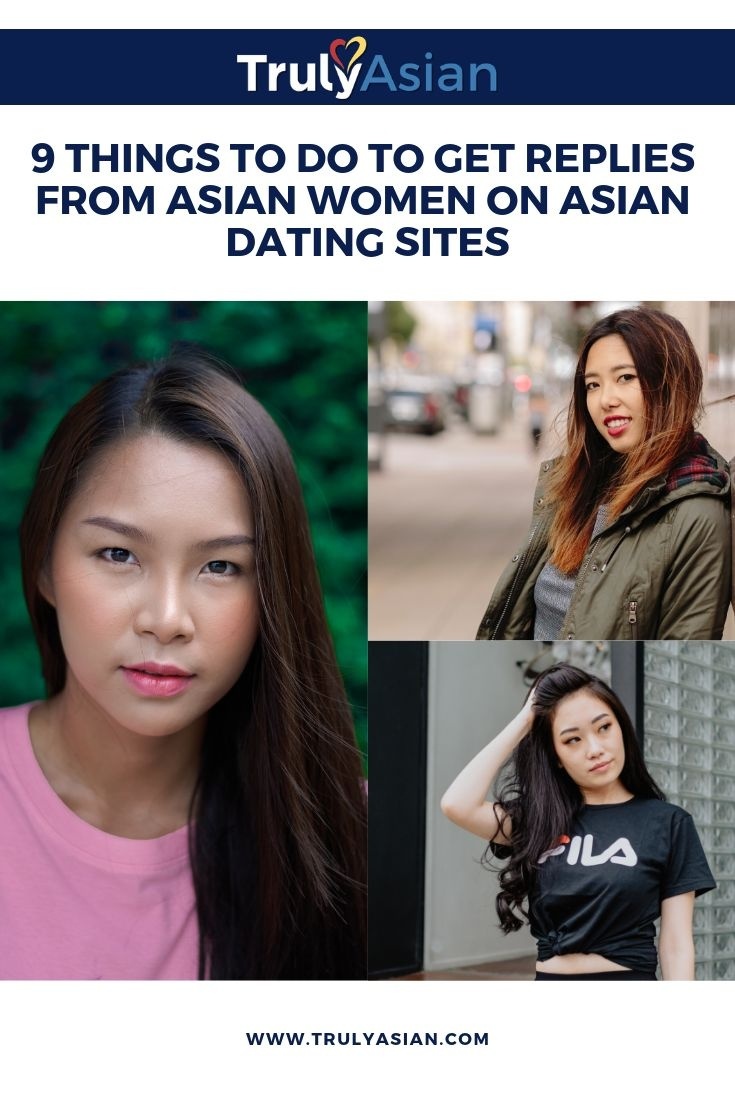 TrulyAsian
9 THINGS TO DO TO GET REPLIES
FROM ASIAN WOMEN ON ASIAN
DATING SITES
FILA
WWW.TRULYASIAN.COM